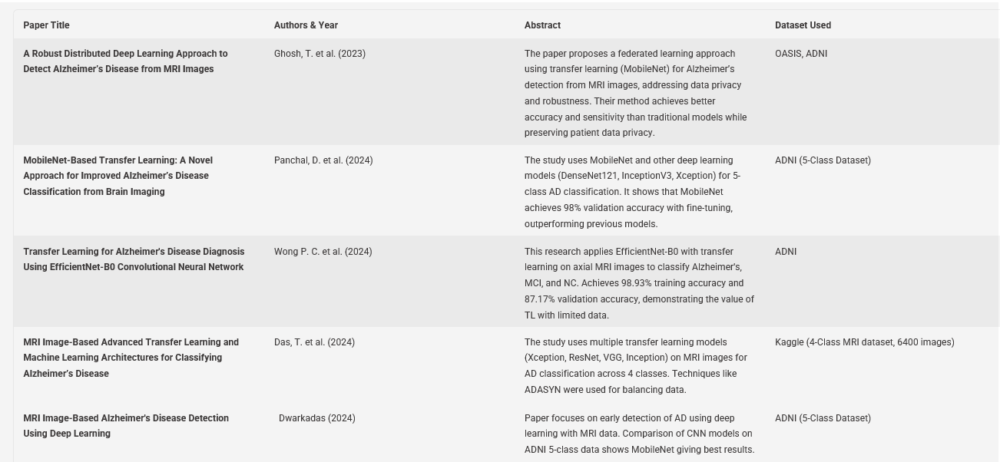 Paper Title
Authors & Year
Abstract
Dataset Used
A Robust Distributed Deep Learning Approach to
Detect Alzheimer’s Disease from MRI Images
Ghosh, T. et al. (2023)
The paper proposes a federated learning approach
using transfer learning (MobileNet) for Alzheimer’s
detection from MRI images, addressing data privacy
and robustness. Their method achieves better
accuracy and sensitivity than traditional models while
preserving patient data privacy.
OASIS, ADNI
MobileNet-Based Transfer Learning: A Novel
Approach for Improved Alzheimer’s Disease
Classification from Brain Imaging
Panchal, D. et al. (2024)
The study uses MobileNet and other deep learning
models (DenseNet121, InceptionV3, Xception) for 5-
class AD classification. It shows that MobileNet
achieves 98% validation accuracy with fine-tuning,
outperforming previous models.
ADNI (5-Class Dataset)
Transfer Learning for Alzheimer's Disease Diagnosis
Using EfficientNet-B0 Convolutional Neural Network
Wong P. C. et al. (2024)
This research applies EfficientNet-B0 with transfer
learning on axial MRI images to classify Alzheimer's,
MCI, and NC. Achieves 98.93% training accuracy and
87.17% validation accuracy, demonstrating the value of
TL with limited data.
ADNI
MRI Image-Based Advanced Transfer Learning and
Machine Learning Architectures for Classifying
Alzheimer’s Disease
Das, T. et al. (2024)
The study uses multiple transfer learning models
(Xception, ResNet, VGG, Inception) on MRI images for
AD classification across 4 classes. Techniques like
ADASYN were used for balancing data.
Kaggle (4-Class MRI dataset, 6400 images)
MRI Image-Based Alzheimer's Disease Detection
Using Deep Learning
Dwarkadas (2024)
Paper focuses on early detection of AD using deep
learning with MRI data. Comparison of CNN models on
ADNI 5-class data shows MobileNet giving best results.
ADNI (5-Class Dataset)